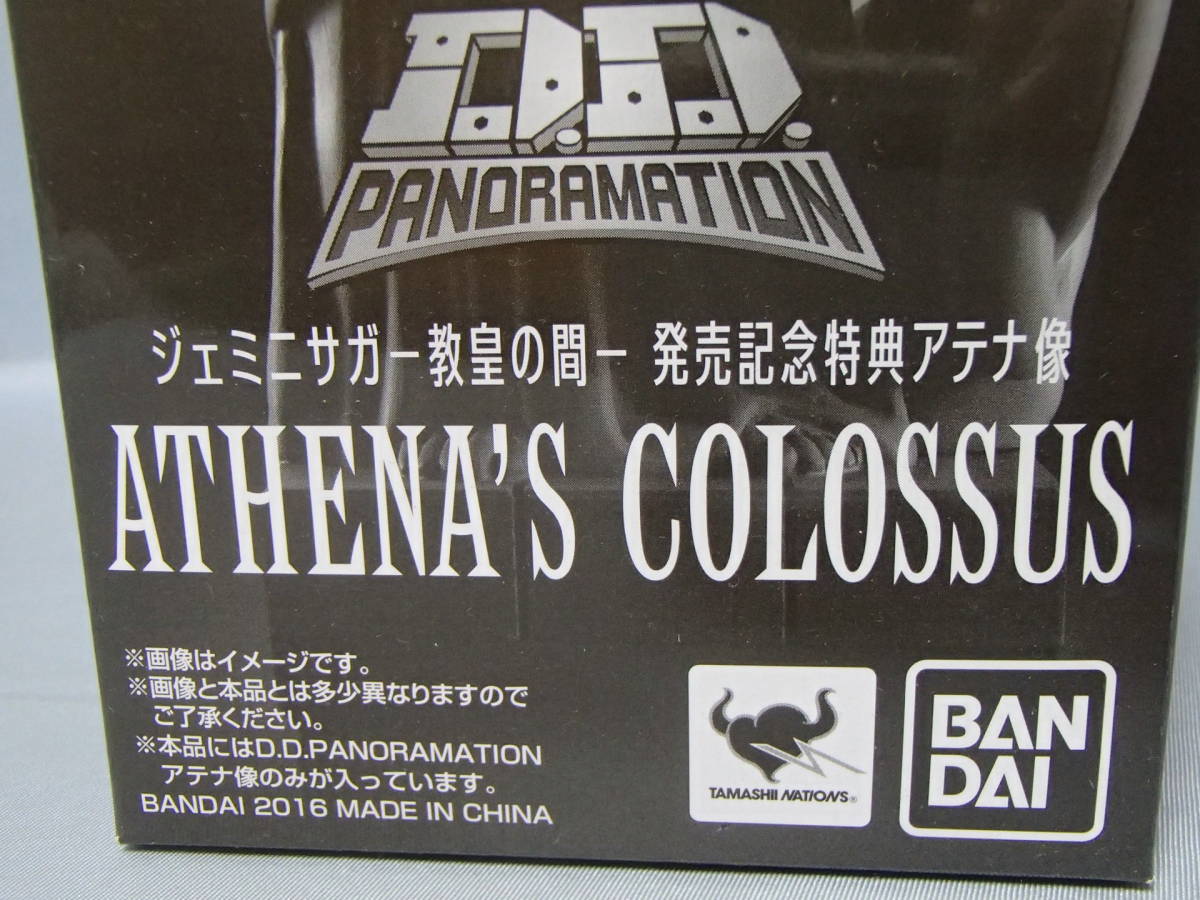 D.D.
PANORAMATION
ジェミニサガ－教皇の間－ 発売記念特典アテナ像
ATHENA'S COLOSSUS
※画像はイメージです。
※画像と本品とは多少異なりますので
ご了承ください。
※本品にはD.D.PANORAMATION
アテナ像のみが入っています。
BANDAI 2016 MADE IN CHINA
TAMASHII NATIONS®
BAN
DAI